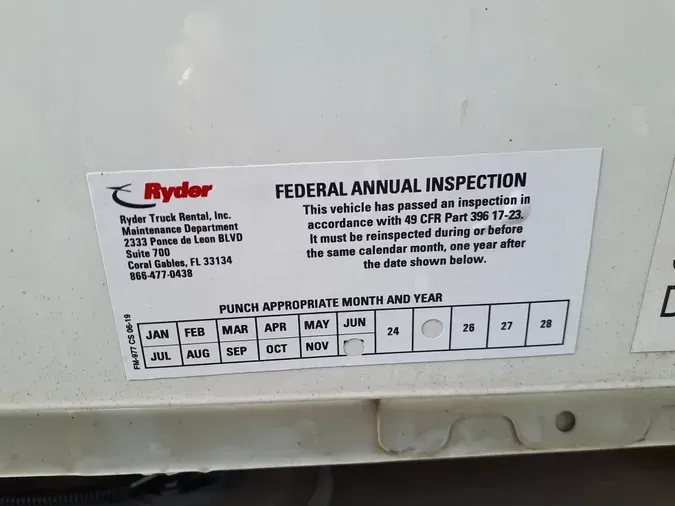 Ryder
Ryder Truck Rental, Inc.
Maintenance Department
2333 Ponce de Leon BLVD
Suite 700
Coral Gables, FL 33134
866-477-0438
FEDERAL ANNUAL INSPECTION
This vehicle has passed an inspection in
accordance with 49 CFR Part 396 17-23.
It must be reinspected during or before
the same calendar month, one year after
the date shown below.
PUNCH APPROPRIATE MONTH AND YEAR
FM-977 CS 06-19
JAN FEB MAR APR MAY JUN 24 26 27 28
JUL AUG SEP OCT NOV